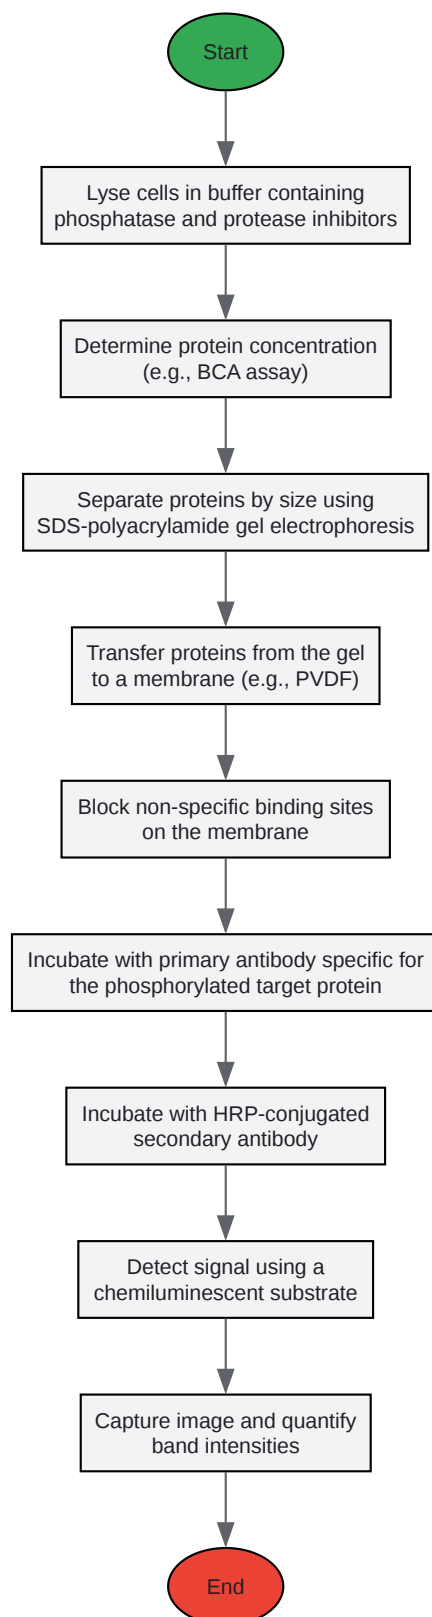 Start
Lyse cells in buffer containing
phosphatase and protease inhibitors
Determine protein concentration
(e.g., BCA assay)
Separate proteins by size using
SDS-polyacrylamide gel electrophoresis
Transfer proteins from the gel
to a membrane (e.g., PVDF)
Block non-specific binding sites
on the membrane
Incubate with primary antibody specific for
the phosphorylated target protein
Incubate with HRP-conjugated
secondary antibody
Detect signal using a
chemiluminescent substrate
Capture image and quantify
band intensities
End